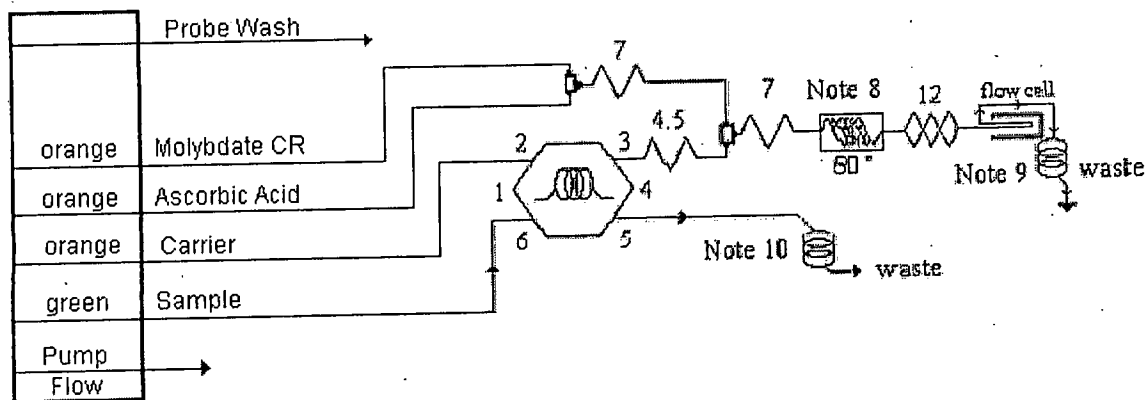 Probe Wash
orange Molybdate CR
orange Ascorbic Acid
orange Carrier
green Sample
Pump
Flow
7
4.5
7
Note 8
60°
12
flow cell
Note 9
waste
2
3
1
4
6
5
Note 10
waste